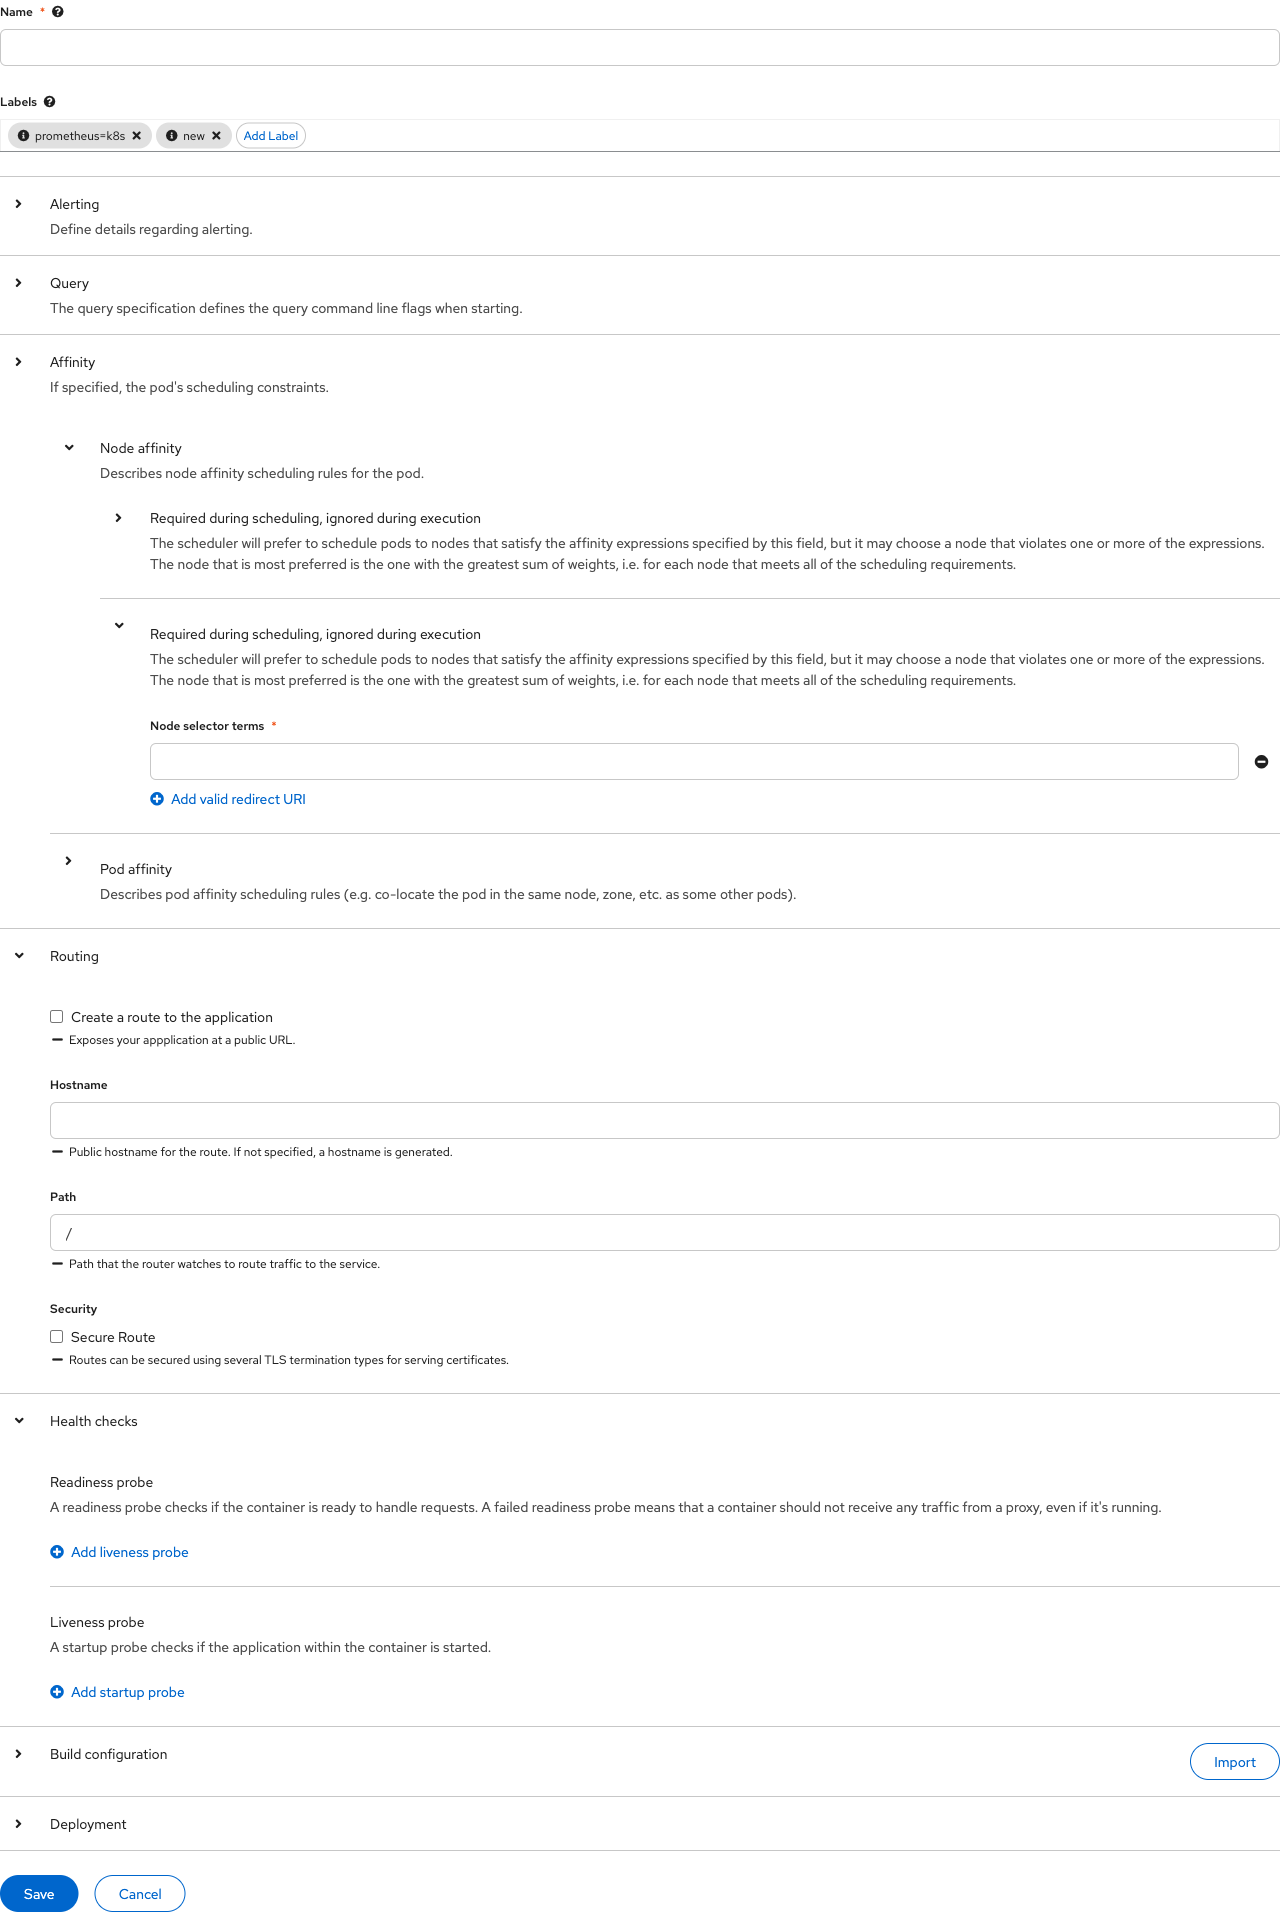 Name *
Labels
prometheus=k8s new Add Label
Alerting
Define details regarding alerting.
Query
The query specification defines the query command line flags when starting.
Affinity
If specified, the pod's scheduling constraints.
Node affinity
Describes node affinity scheduling rules for the pod.
Required during scheduling, ignored during execution
The scheduler will prefer to schedule pods to nodes that satisfy the affinity expressions specified by this field, but it may choose a node that violates one or more of the expressions.
The node that is most preferred is the one with the greatest sum of weights, i.e. for each node that meets all of the scheduling requirements.
Required during scheduling, ignored during execution
The scheduler will prefer to schedule pods to nodes that satisfy the affinity expressions specified by this field, but it may choose a node that violates one or more of the expressions.
The node that is most preferred is the one with the greatest sum of weights, i.e. for each node that meets all of the scheduling requirements.
Node selector terms *
Add valid redirect URI
Pod affinity
Describes pod affinity scheduling rules (e.g. co-locate the pod in the same node, zone, etc. as some other pods).
Routing
Create a route to the application
Exposes your appplication at a public URL.
Hostname
Public hostname for the route. If not specified, a hostname is generated.
Path
/
Path that the router watches to route traffic to the service.
Security
Secure Route
Routes can be secured using several TLS termination types for serving certificates.
Health checks
Readiness probe
A readiness probe checks if the container is ready to handle requests. A failed readiness probe means that a container should not receive any traffic from a proxy, even if it's running.
Add liveness probe
Liveness probe
A startup probe checks if the application within the container is started.
Add startup probe
Build configuration
Import
Deployment
Save Cancel